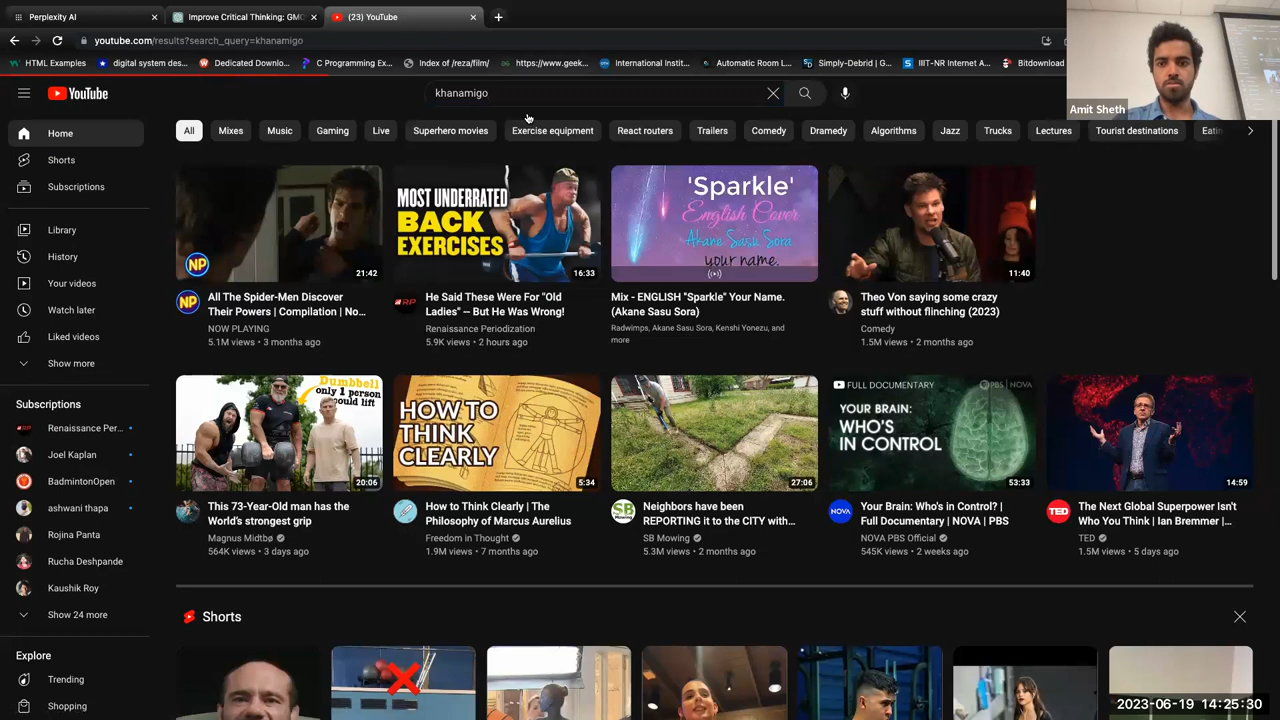 Perplexity AI
Improve Critical Thinking: GMC
(23) YouTube
youtube.com/results?search_query=khanamigo
HTML Examples
digital system des...
Dedicated Downlo...
C Programming Ex...
Index of /reza/film/
https://www.geek...
International Instit...
Automatic Room L...
Simply-Debrid | G...
IIIT-NR Internet A...
Bitdownload
Amit Sheth
YouTube
khanamigo
All
Mixes
Music
Gaming
Live
Superhero movies
Exercise equipment
React routers
Trailers
Comedy
Dramedy
Algorithms
Jazz
Trucks
Lectures
Tourist destinations
Home
Shorts
Subscriptions
Library
History
Your videos
Watch later
Liked videos
Show more
Subscriptions
Renaissance Per...
Joel Kaplan
BadmintonOpen
ashwani thapa
Rojina Panta
Rucha Deshpande
Kaushik Roy
Show 24 more
Explore
Trending
Shopping
NP
21:42
NP
All The Spider-Men Discover
Their Powers | Compilation | No...
NOW PLAYING
5.1M views • 3 months ago
MOST UNDERRATED
BACK
EXERCISES
16:33
RP
He Said These Were For "Old
Ladies" -- But He Was Wrong!
Renaissance Periodization
5.9K views • 2 hours ago
'Sparkle'
English Cover
Akane Sasu Sora
your name.
Mix - ENGLISH "Sparkle" Your Name.
(Akane Sasu Sora)
Radwimps, Akane Sasu Sora, Kenshi Yonezu, and
more
11:40
Theo Von saying some crazy
stuff without flinching (2023)
Comedy
1.5M views • 2 months ago
Dumbbell
only 1 person
could lift
20:06
This 73-Year-Old man has the
World's strongest grip
Magnus Midtbø
564K views • 3 days ago
HOW TO
THINK
CLEARLY
5:34
How to Think Clearly | The
Philosophy of Marcus Aurelius
Freedom in Thought
1.9M views • 7 months ago
27:06
SB
Mowing
Neighbors have been
REPORTING it to the CITY with...
SB Mowing
5.3M views • 2 months ago
FULL DOCUMENTARY
PBS | NOVA
YOUR BRAIN:
WHO'S
IN CONTROL
53:33
NOVA
Your Brain: Who's in Control? |
Full Documentary | NOVA | PBS
NOVA PBS Official
545K views • 2 weeks ago
14:59
TED
The Next Global Superpower Isn't
Who You Think | Ian Bremmer |...
TED
1.5M views • 5 days ago
Shorts
2023-06-19 14:25:30